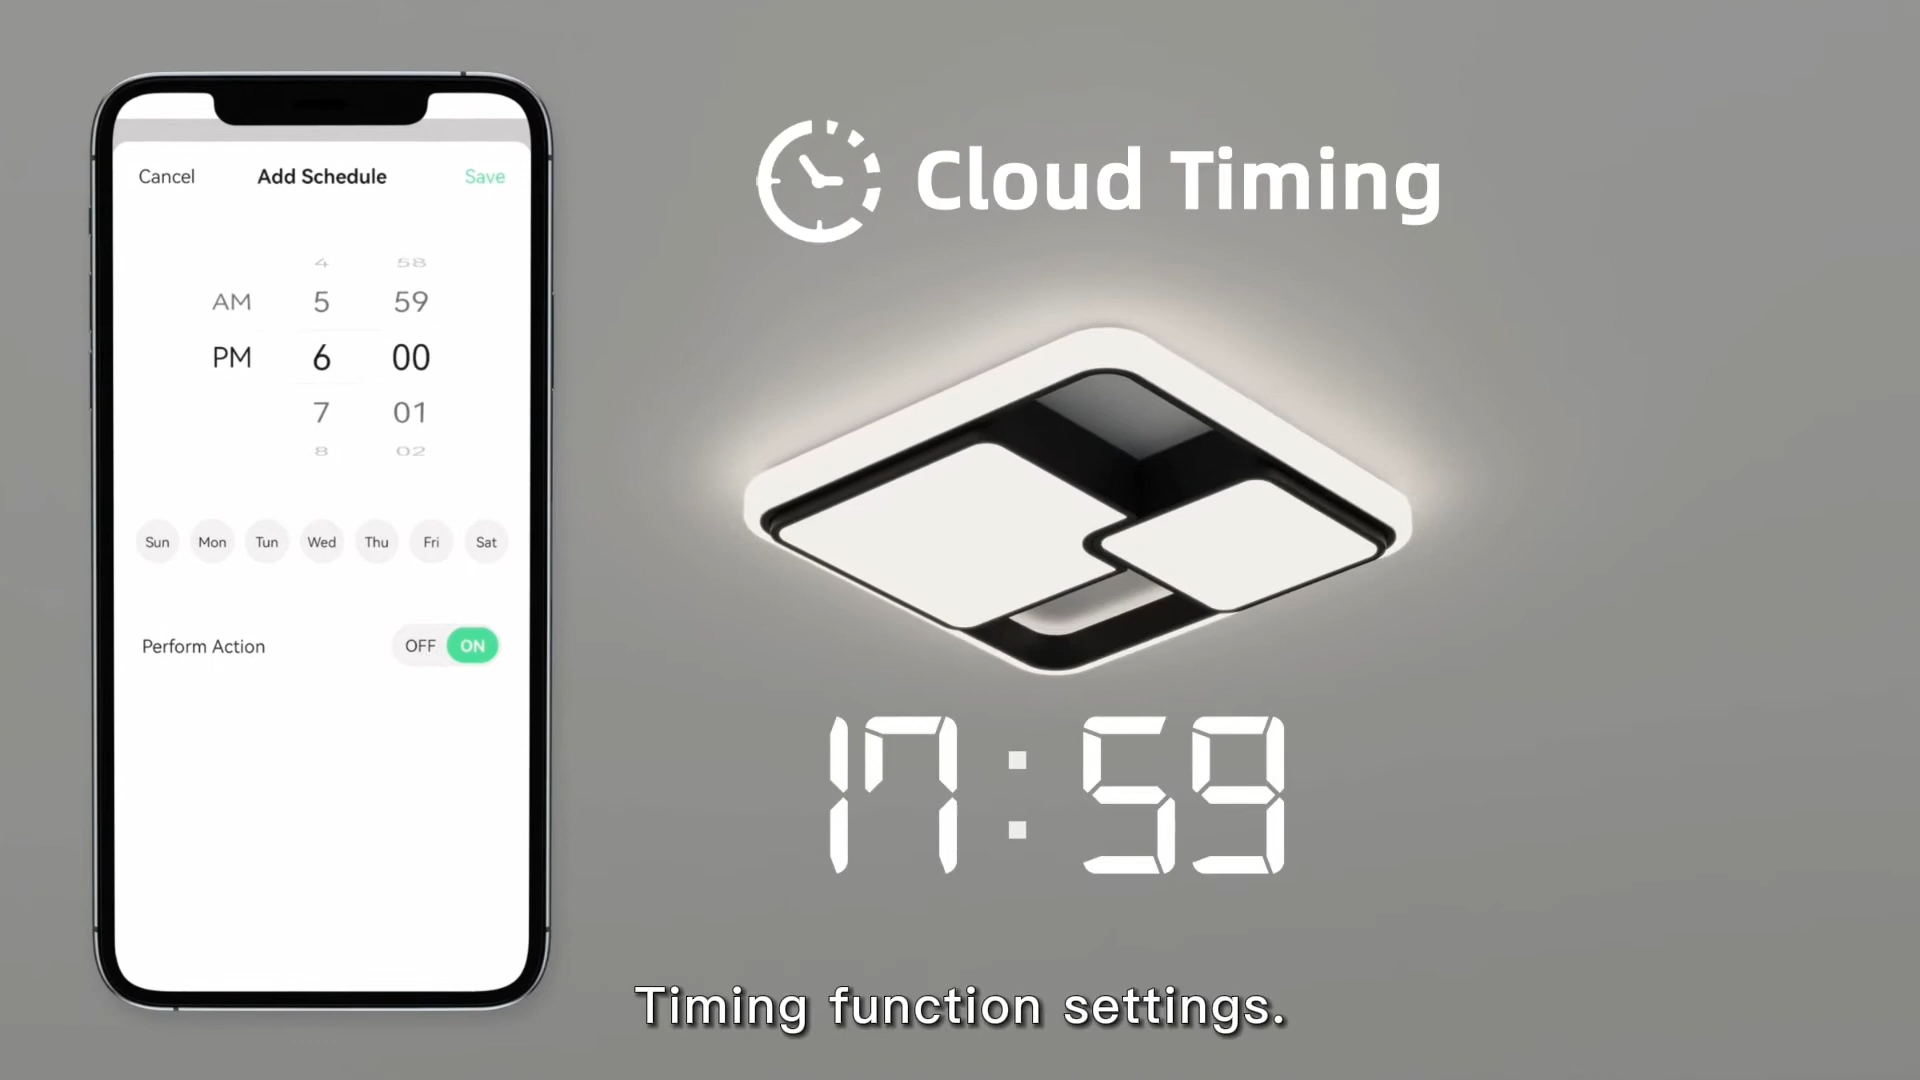 Cancel Add Schedule Save
4 58
AM 5 59
PM 6 00
7 01
8 02
Sun Mon Tun Wed Thu Fri Sat
Perform Action OFF ON
Cloud Timing
17:59
Timing function settings.